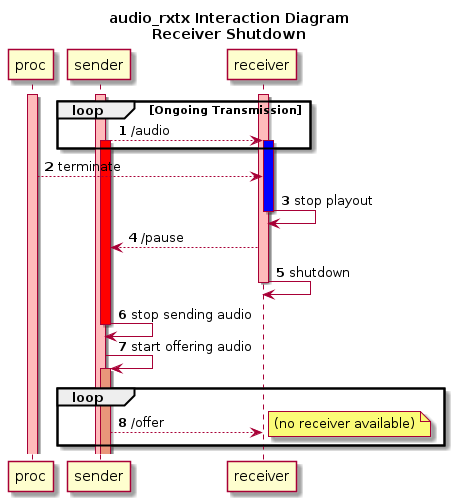 audio_rxtx Interaction Diagram
Receiver Shutdown
proc sender receiver
loop [Ongoing Transmission]
1 /audio
2 terminate
3 stop playout
4 /pause
5 shutdown
6 stop sending audio
7 start offering audio
loop
8 /offer (no receiver available)
proc sender receiver